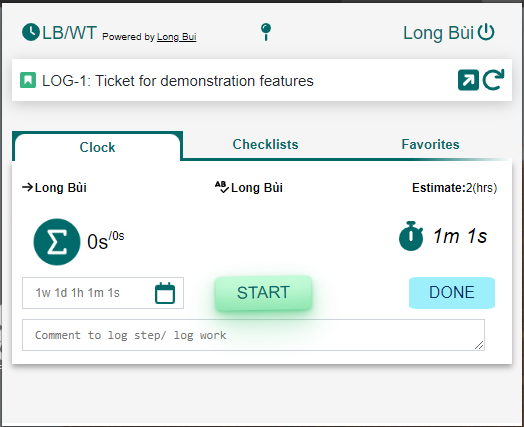 LB/WT Powered by Long Bui Long Bùi
LOG-1: Ticket for demonstration features
Clock Checklists Favorites
Long Bùi Long Bùi Estimate:2(hrs)
0s/0s 1m 1s
1w 1d 1h 1m 1s START DONE
Comment to log step/ log work